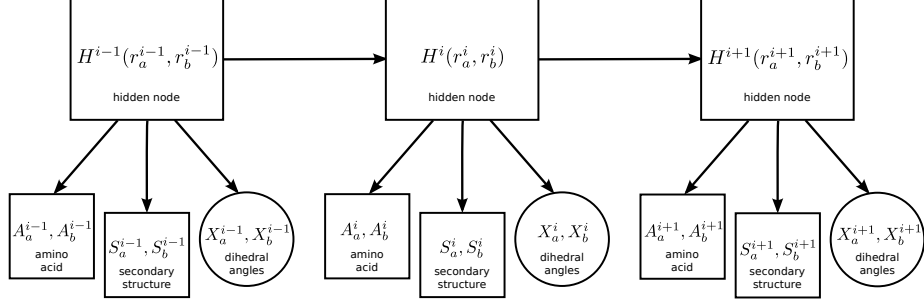 H^{i-1}(r_a^{i-1}, r_b^{i-1})
hidden node
H^i(r_a^i, r_b^i)
hidden node
H^{i+1}(r_a^{i+1}, r_b^{i+1})
hidden node
A_a^{i-1}, A_b^{i-1}
amino
acid
S_a^{i-1}, S_b^{i-1}
secondary
structure
X_a^{i-1}, X_b^{i-1}
dihedral
angles
A_a^i, A_b^i
amino
acid
S_a^i, S_b^i
secondary
structure
X_a^i, X_b^i
dihedral
angles
A_a^{i+1}, A_b^{i+1}
amino
acid
S_a^{i+1}, S_b^{i+1}
secondary
structure
X_a^{i+1}, X_b^{i+1}
dihedral
angles